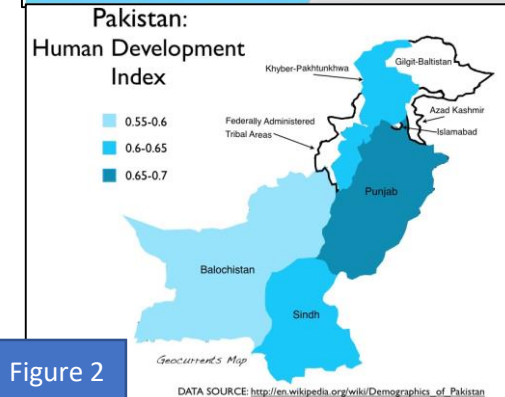 Pakistan:
Human Development
Index
0.55-0.6
0.6-0.65
0.65-0.7
Khyber-Pakhtunkhwa
Gilgit-Baltistan
Federally Administered
Tribal Areas
Azad Kashmir
Islamabad
Punjab
Balochistan
Sindh
Geocurrents Map
Figure 2
DATA SOURCE: http://en.wikipedia.org/wiki/Demographics_of_Pakistan